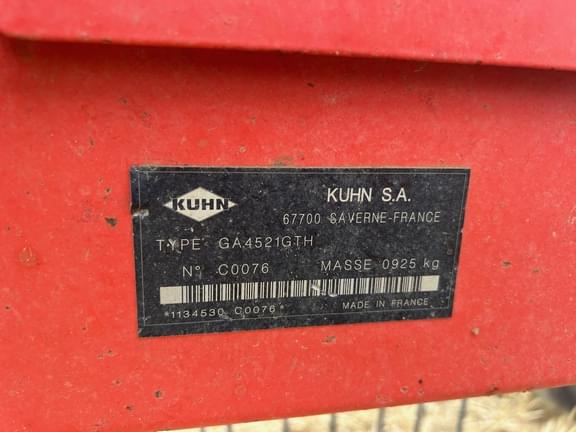 KUHN
KUHN S.A.
67700 SAVERNE-FRANCE
TYPE GA4521GTH
N° C0076 MASSE 0925 kg
MADE IN FRANCE
*1134530 C0076*